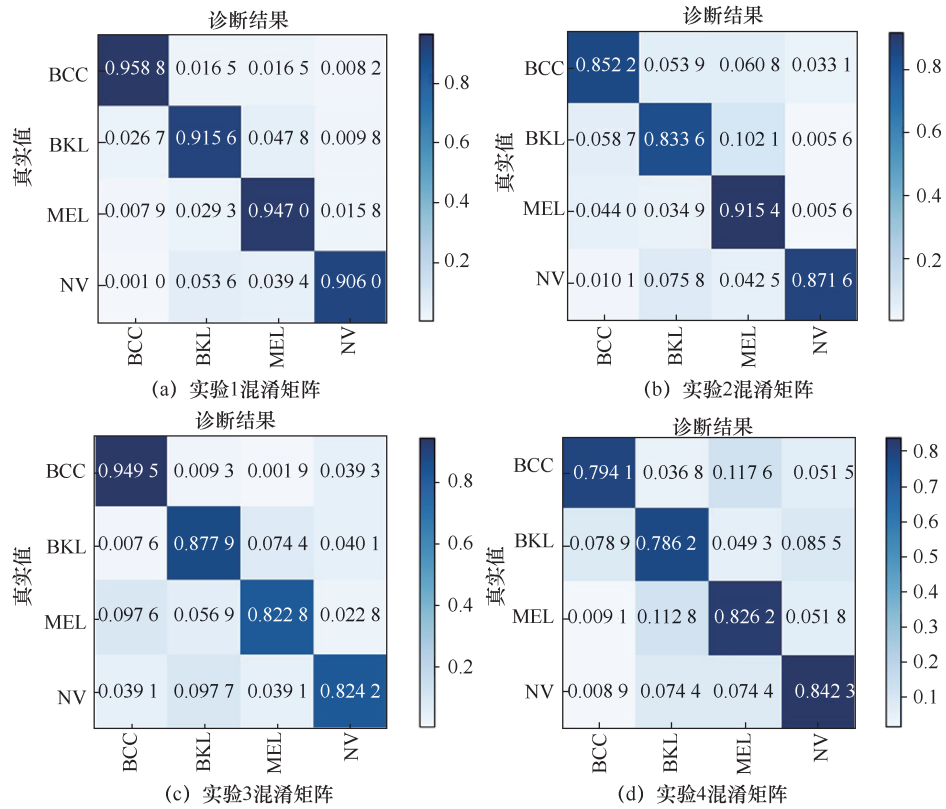 诊断结果
BCC 0.958 8 0.016 5 0.016 5 0.008 2
BKL 0.026 7 0.915 6 0.047 8 0.009 8
MEL 0.007 9 0.029 3 0.947 0 0.015 8
NV 0.001 0 0.053 6 0.039 4 0.906 0
真实值
BCC BKL MEL NV
0.8
0.6
0.4
0.2
(a) 实验1混淆矩阵
诊断结果
BCC 0.852 2 0.053 9 0.060 8 0.033 1
BKL 0.058 7 0.833 6 0.102 1 0.005 6
MEL 0.044 0 0.034 9 0.915 4 0.005 6
NV 0.010 1 0.075 8 0.042 5 0.871 6
真实值
BCC BKL MEL NV
0.8
0.6
0.4
0.2
(b) 实验2混淆矩阵
诊断结果
BCC 0.949 5 0.009 3 0.001 9 0.039 3
BKL 0.007 6 0.877 9 0.074 4 0.040 1
MEL 0.097 6 0.056 9 0.822 8 0.022 8
NV 0.039 1 0.097 7 0.039 1 0.824 2
真实值
BCC BKL MEL NV
0.8
0.6
0.4
0.2
(c) 实验3混淆矩阵
诊断结果
BCC 0.794 1 0.036 8 0.117 6 0.051 5
BKL 0.078 9 0.786 2 0.049 3 0.085 5
MEL 0.009 1 0.112 8 0.826 2 0.051 8
NV 0.008 9 0.074 4 0.074 4 0.842 3
真实值
BCC BKL MEL NV
0.8
0.7
0.6
0.5
0.4
0.3
0.2
0.1
(d) 实验4混淆矩阵